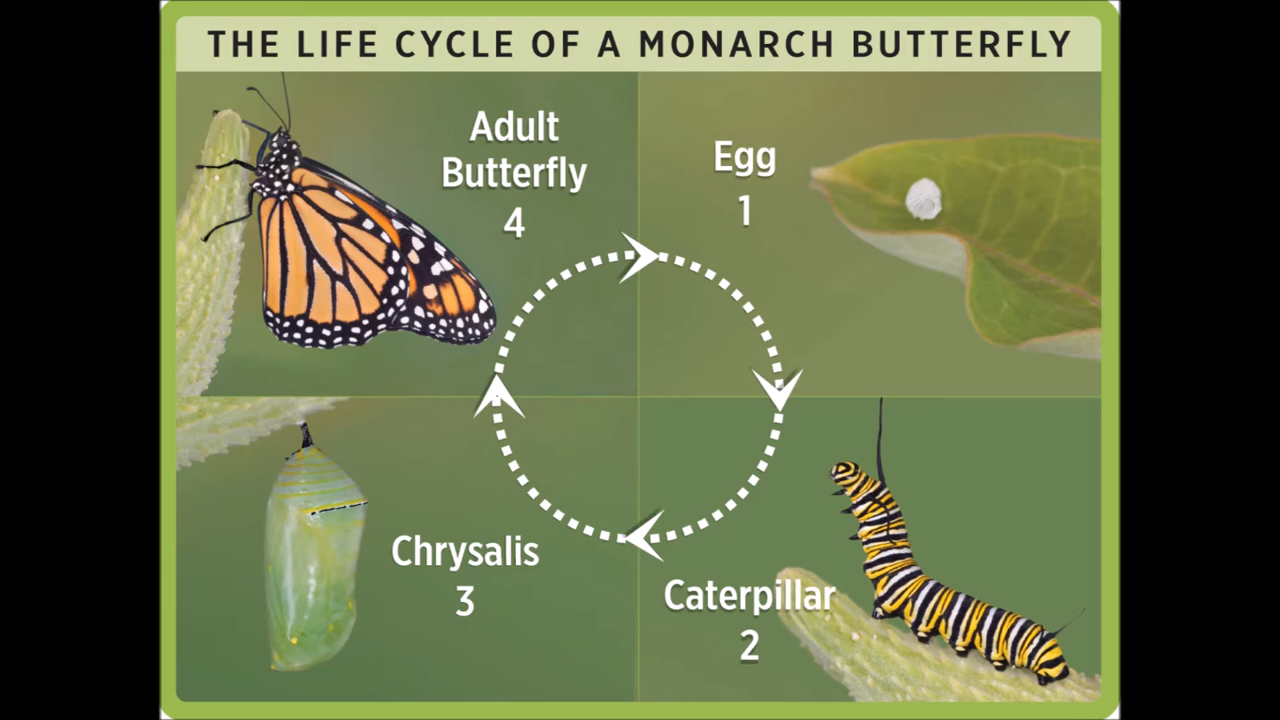 THE LIFE CYCLE OF A MONARCH BUTTERFLY
Adult
Butterfly
4
Egg
1
Chrysalis
3
Caterpillar
2